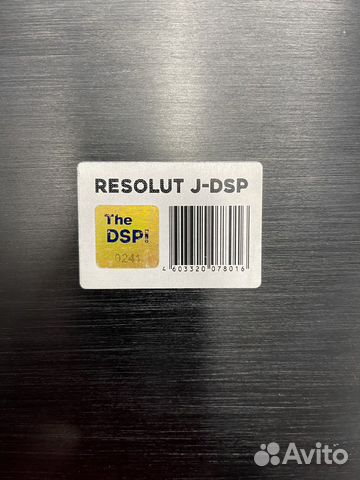 RESOLUT J-DSP
The
DSP!
0241
4 603320 078016
Avito